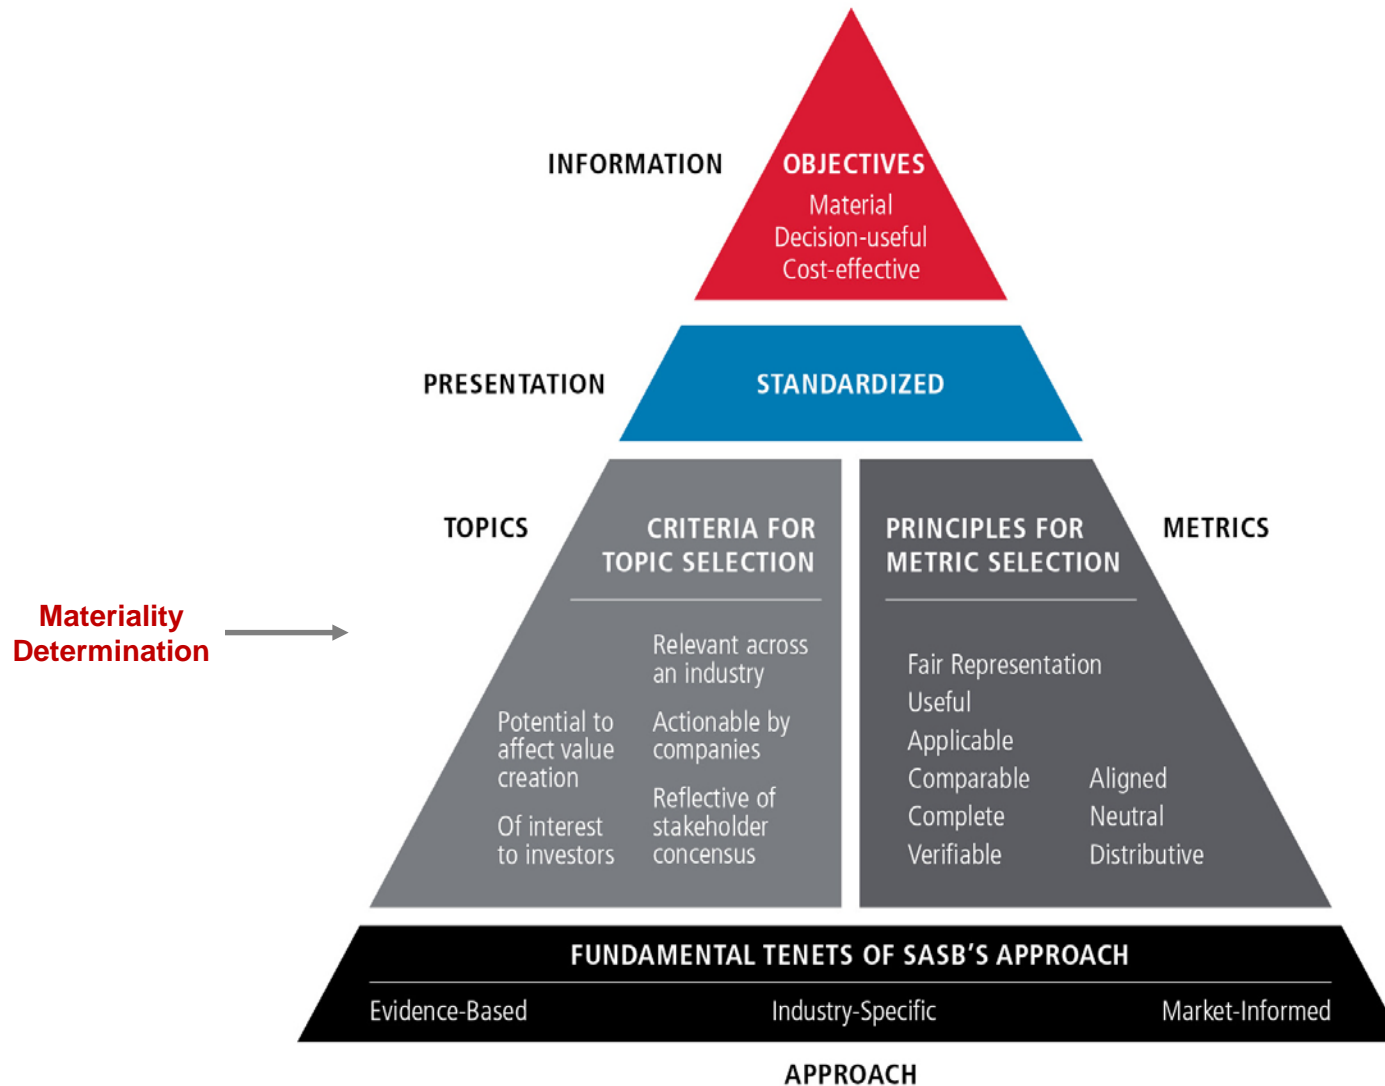 INFORMATION
OBJECTIVES
Material
Decision-useful
Cost-effective
PRESENTATION
STANDARDIZED
TOPICS
CRITERIA FOR
TOPIC SELECTION
Potential to
affect value
creation
Of interest
to investors
Relevant across
an industry
Actionable by
companies
Reflective of
stakeholder
concensus
PRINCIPLES FOR
METRIC SELECTION
METRICS
Fair Representation
Useful
Applicable
Comparable
Complete
Verifiable
Aligned
Neutral
Distributive
Materiality
Determination
FUNDAMENTAL TENETS OF SASB'S APPROACH
Evidence-Based
Industry-Specific
Market-Informed
APPROACH